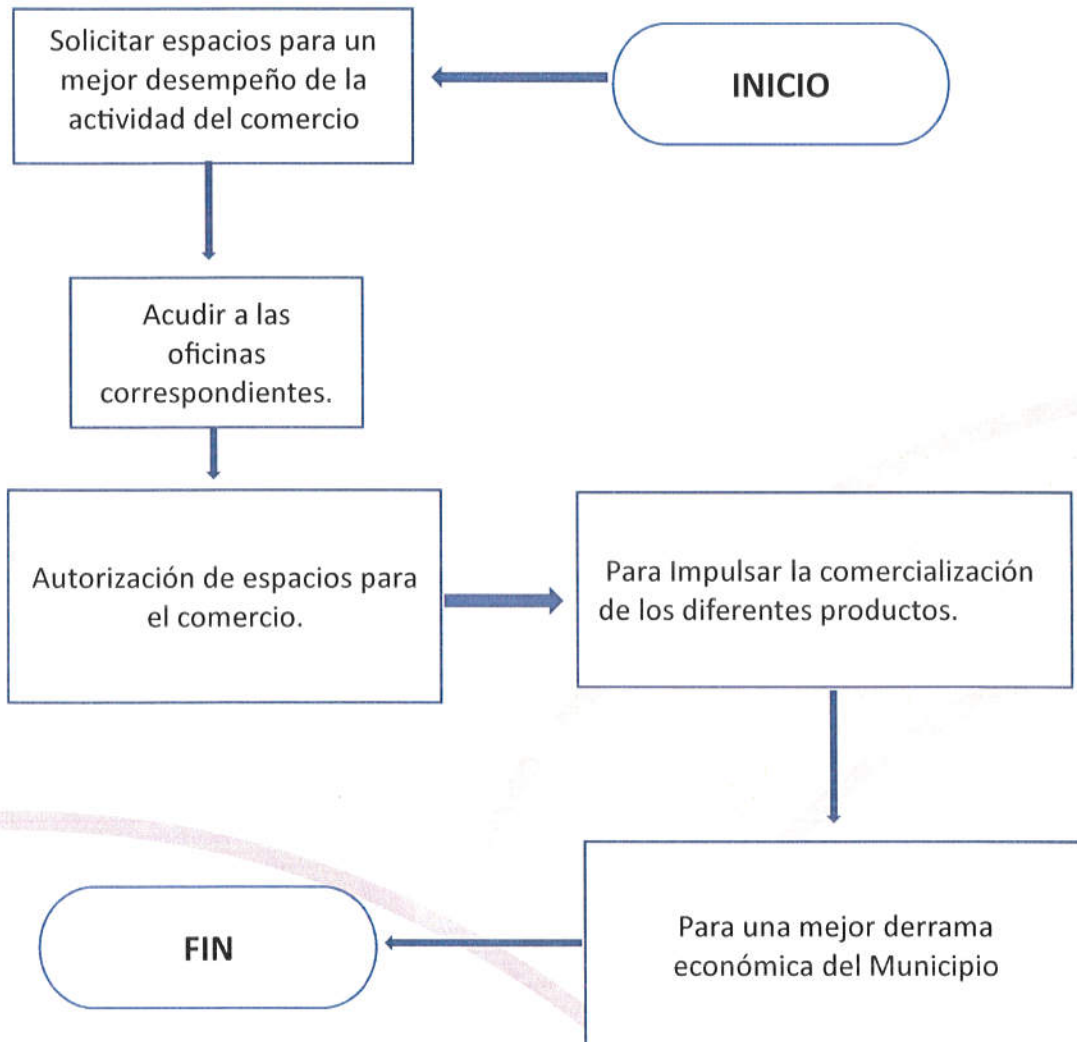 INICIO
Solicitar espacios para un
mejor desempeño de la
actividad del comercio
Acudir a las
oficinas
correspondientes.
Autorización de espacios para
el comercio.
Para Impulsar la comercialización
de los diferentes productos.
Para una mejor derrama
económica del Municipio
FIN